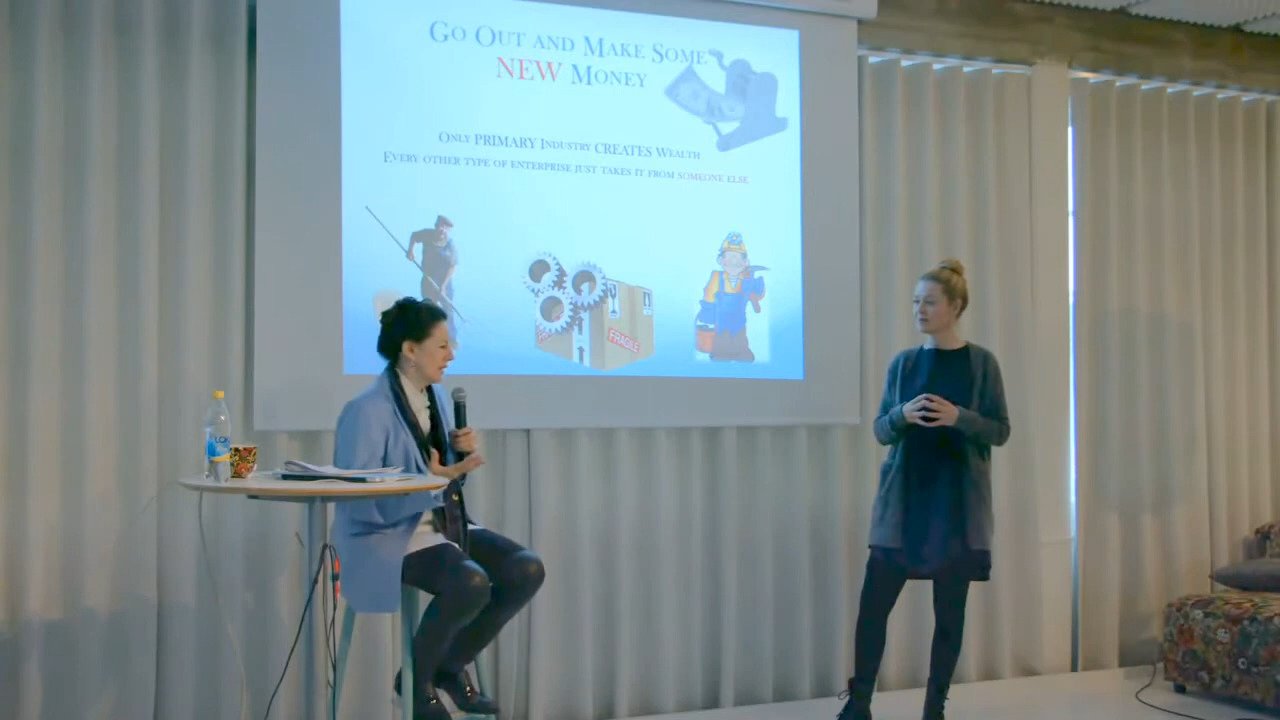 Go Out and Make Some
NEW Money
Only PRIMARY Industry CREATES Wealth
Every other type of enterprise just takes it from someone else
FRAGILE